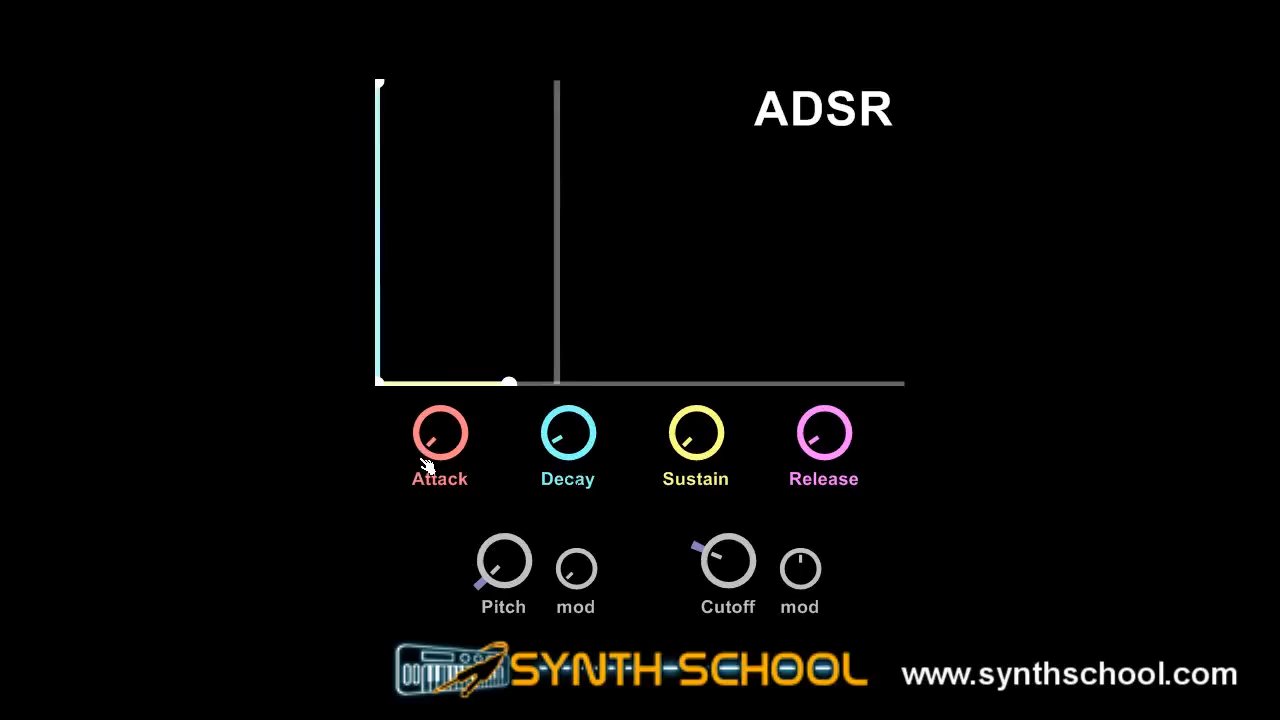 ADSR
Attack Decay Sustain Release
Pitch mod Cutoff mod
SYNTH-SCHOOL www.synthschool.com